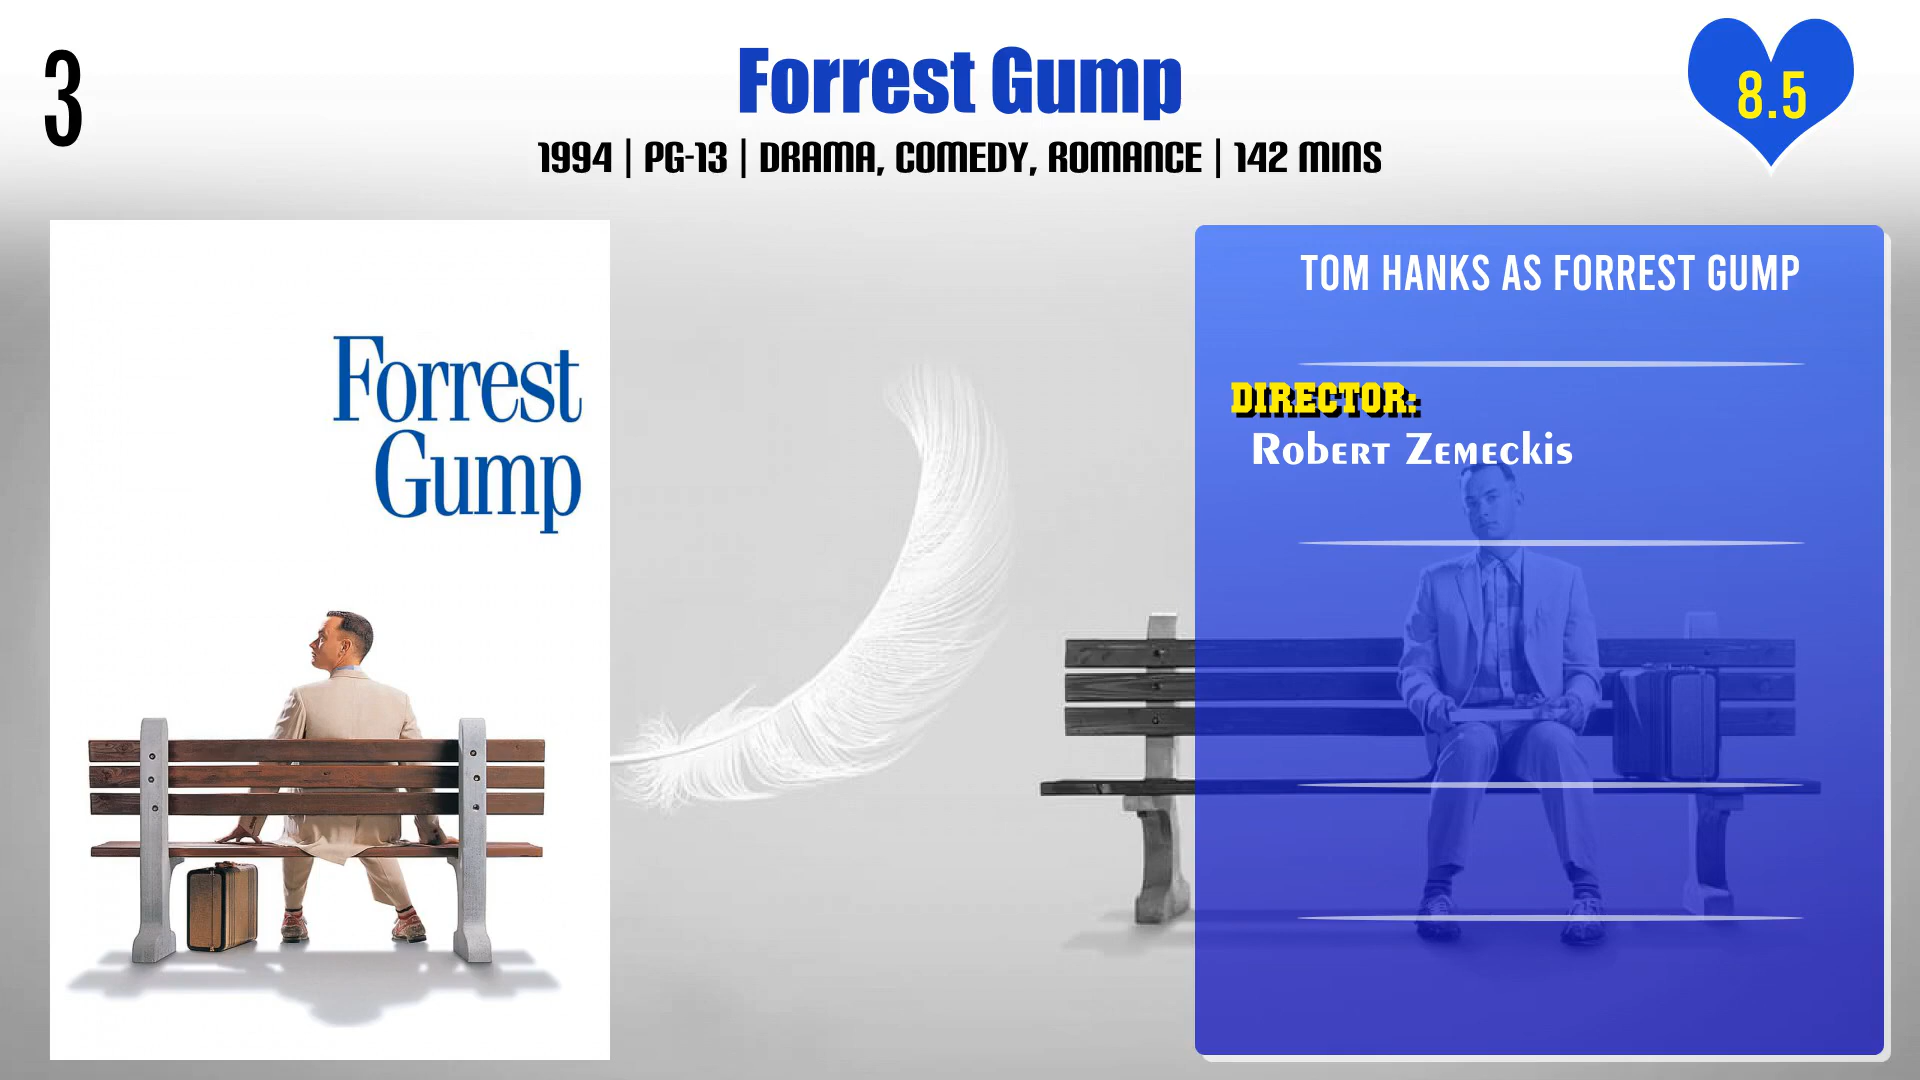 3
Forrest Gump
1994 | PG-13 | DRAMA, COMEDY, ROMANCE | 142 MINS
8.5
Forrest
Gump
TOM HANKS AS FORREST GUMP
DIRECTOR:
Robert Zemeckis